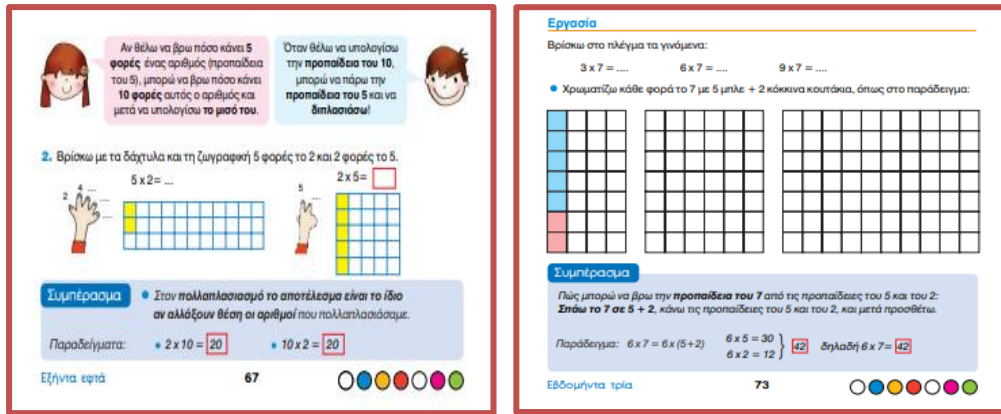 Αν θέλω να βρω πόσο κάνει 5
φορές ένας αριθμός (προπαίδεια
του 5), μπορώ να βρω πόσο κάνει
10 φορές αυτός ο αριθμός και
μετά να υπολογίσω το μισό του.
Όταν θέλω να υπολογίσω
την προπαίδεια του 10,
μπορώ να πάρω την
προπαίδεια του 5 και να
διπλασιάσω!
2. Βρίσκω με τα δάχτυλα και τη ζωγραφική 5 φορές το 2 και 2 φορές το 5.
5 x 2= ...
2 x 5=
2 4 ...
5 ...
Συμπέρασμα
• Στον πολλαπλασιασμό το αποτέλεσμα είναι το ίδιο
αν αλλάξουν θέση οι αριθμοί που πολλαπλασιάσαμε.
Παραδείγματα: • 2 x 10 = 20 • 10 x 2 = 20
Εξήντα εφτά 67
Εργασία
Βρίσκω στο πλέγμα τα γινόμενα:
3 x 7 = .... 6 x 7 = .... 9 x 7 = ....
• Χρωματίζω κάθε φορά το 7 με 5 μπλε + 2 κόκκινα κουτάκια, όπως στο παράδειγμα:
Συμπέρασμα
Πώς μπορώ να βρω την προπαίδεια του 7 από τις προπαίδειες του 5 και του 2:
Σπάω το 7 σε 5 + 2, κάνω τις προπαίδειες του 5 και του 2, και μετά προσθέτω.
Παράδειγμα: 6 x 7 = 6 x (5+2)
6 x 5 = 30
6 x 2 = 12 } 42 δηλαδή 6 x 7= 42
Εβδομήντα τρία 73